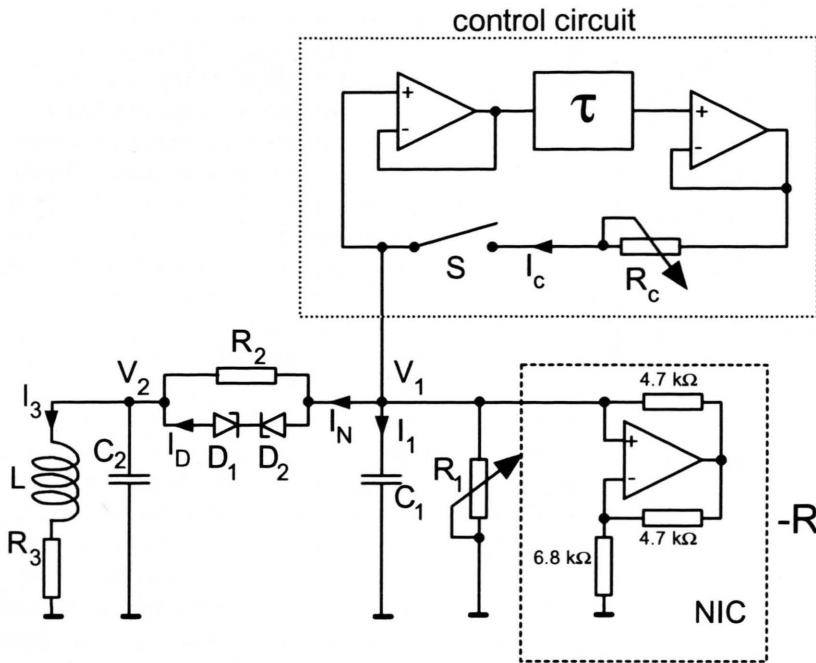 control circuit
+
-
τ
+
-
S
I_c
R_c
R_2
V_2
V_1
I_3
I_D
D_1
D_2
I_N
I_1
L
C_2
C_1
R_1
R_3
4.7 kΩ
+
-
4.7 kΩ
6.8 kΩ
NIC
-R